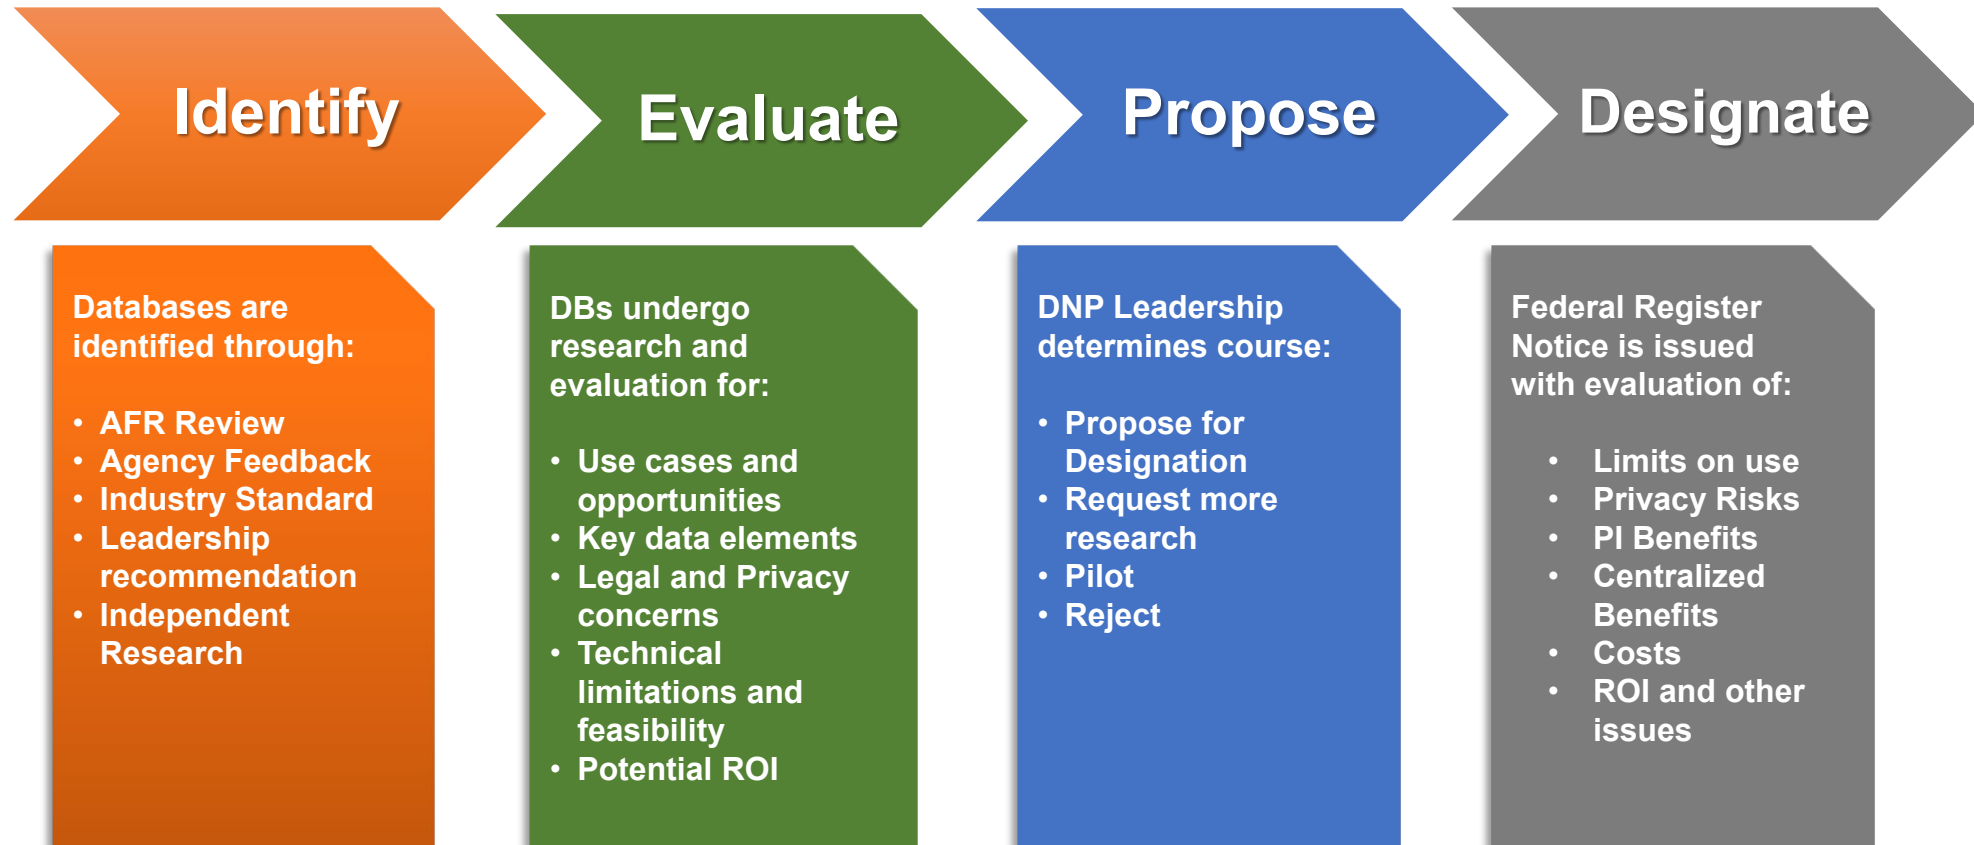 Identify
Evaluate
Propose
Designate
Databases are
identified through:
• AFR Review
• Agency Feedback
• Industry Standard
• Leadership
recommendation
• Independent
Research
DBs undergo
research and
evaluation for:
• Use cases and
opportunities
• Key data elements
• Legal and Privacy
concerns
• Technical
limitations and
feasibility
• Potential ROI
DNP Leadership
determines course:
• Propose for
Designation
• Request more
research
• Pilot
• Reject
Federal Register
Notice is issued
with evaluation of:
• Limits on use
• Privacy Risks
• PI Benefits
• Centralized
Benefits
• Costs
• ROI and other
issues